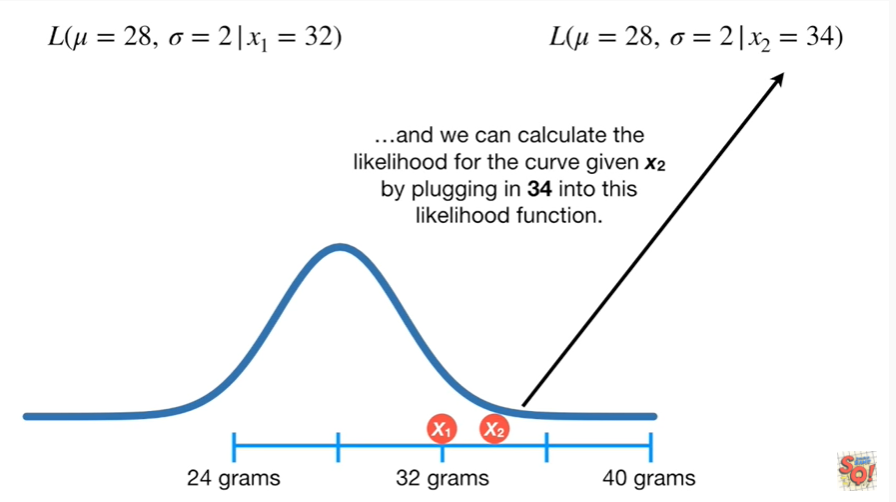 L(μ = 28, σ = 2|x₁ = 32)
L(μ = 28, σ = 2|x₂ = 34)
...and we can calculate the
likelihood for the curve given x₂
by plugging in 34 into this
likelihood function.
X₁
X₂
24 grams
32 grams
40 grams
SQ!